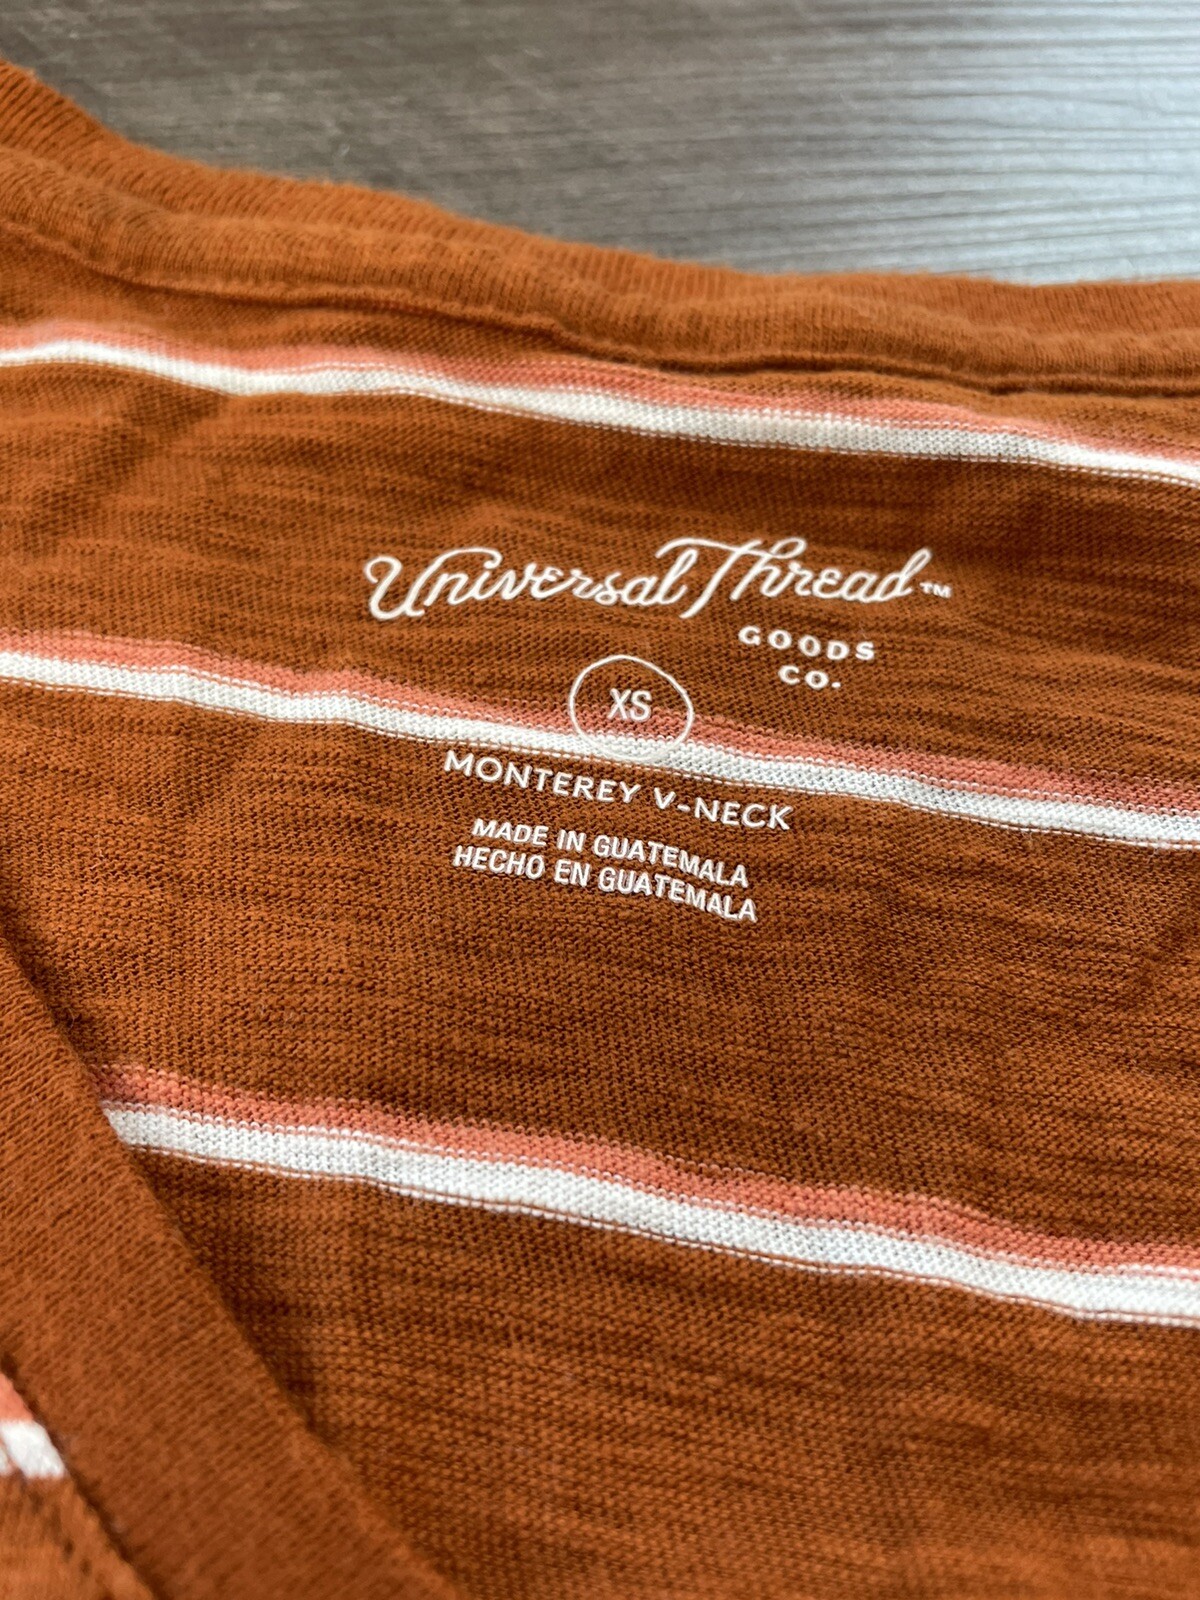 Universal Thread™
GOODS
CO.
XS
MONTEREY V-NECK
MADE IN GUATEMALA
HECHO EN GUATEMALA